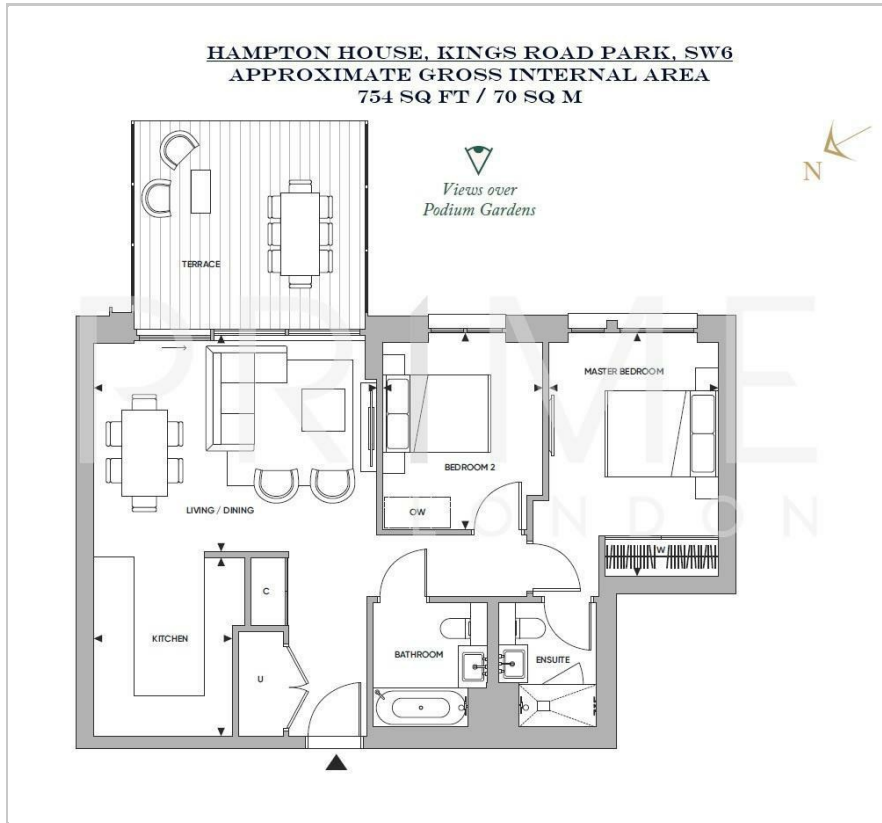 HAMPTON HOUSE, KINGS ROAD PARK, SW6
APPROXIMATE GROSS INTERNAL AREA
754 SQ FT / 70 SQ M
Views over
Podium Gardens
N
TERRACE
PRIME
LONDON
MASTER BEDROOM
BEDROOM 2
LIVING / DINING
OW
W
C
KITCHEN
BATHROOM
ENSUITE
U